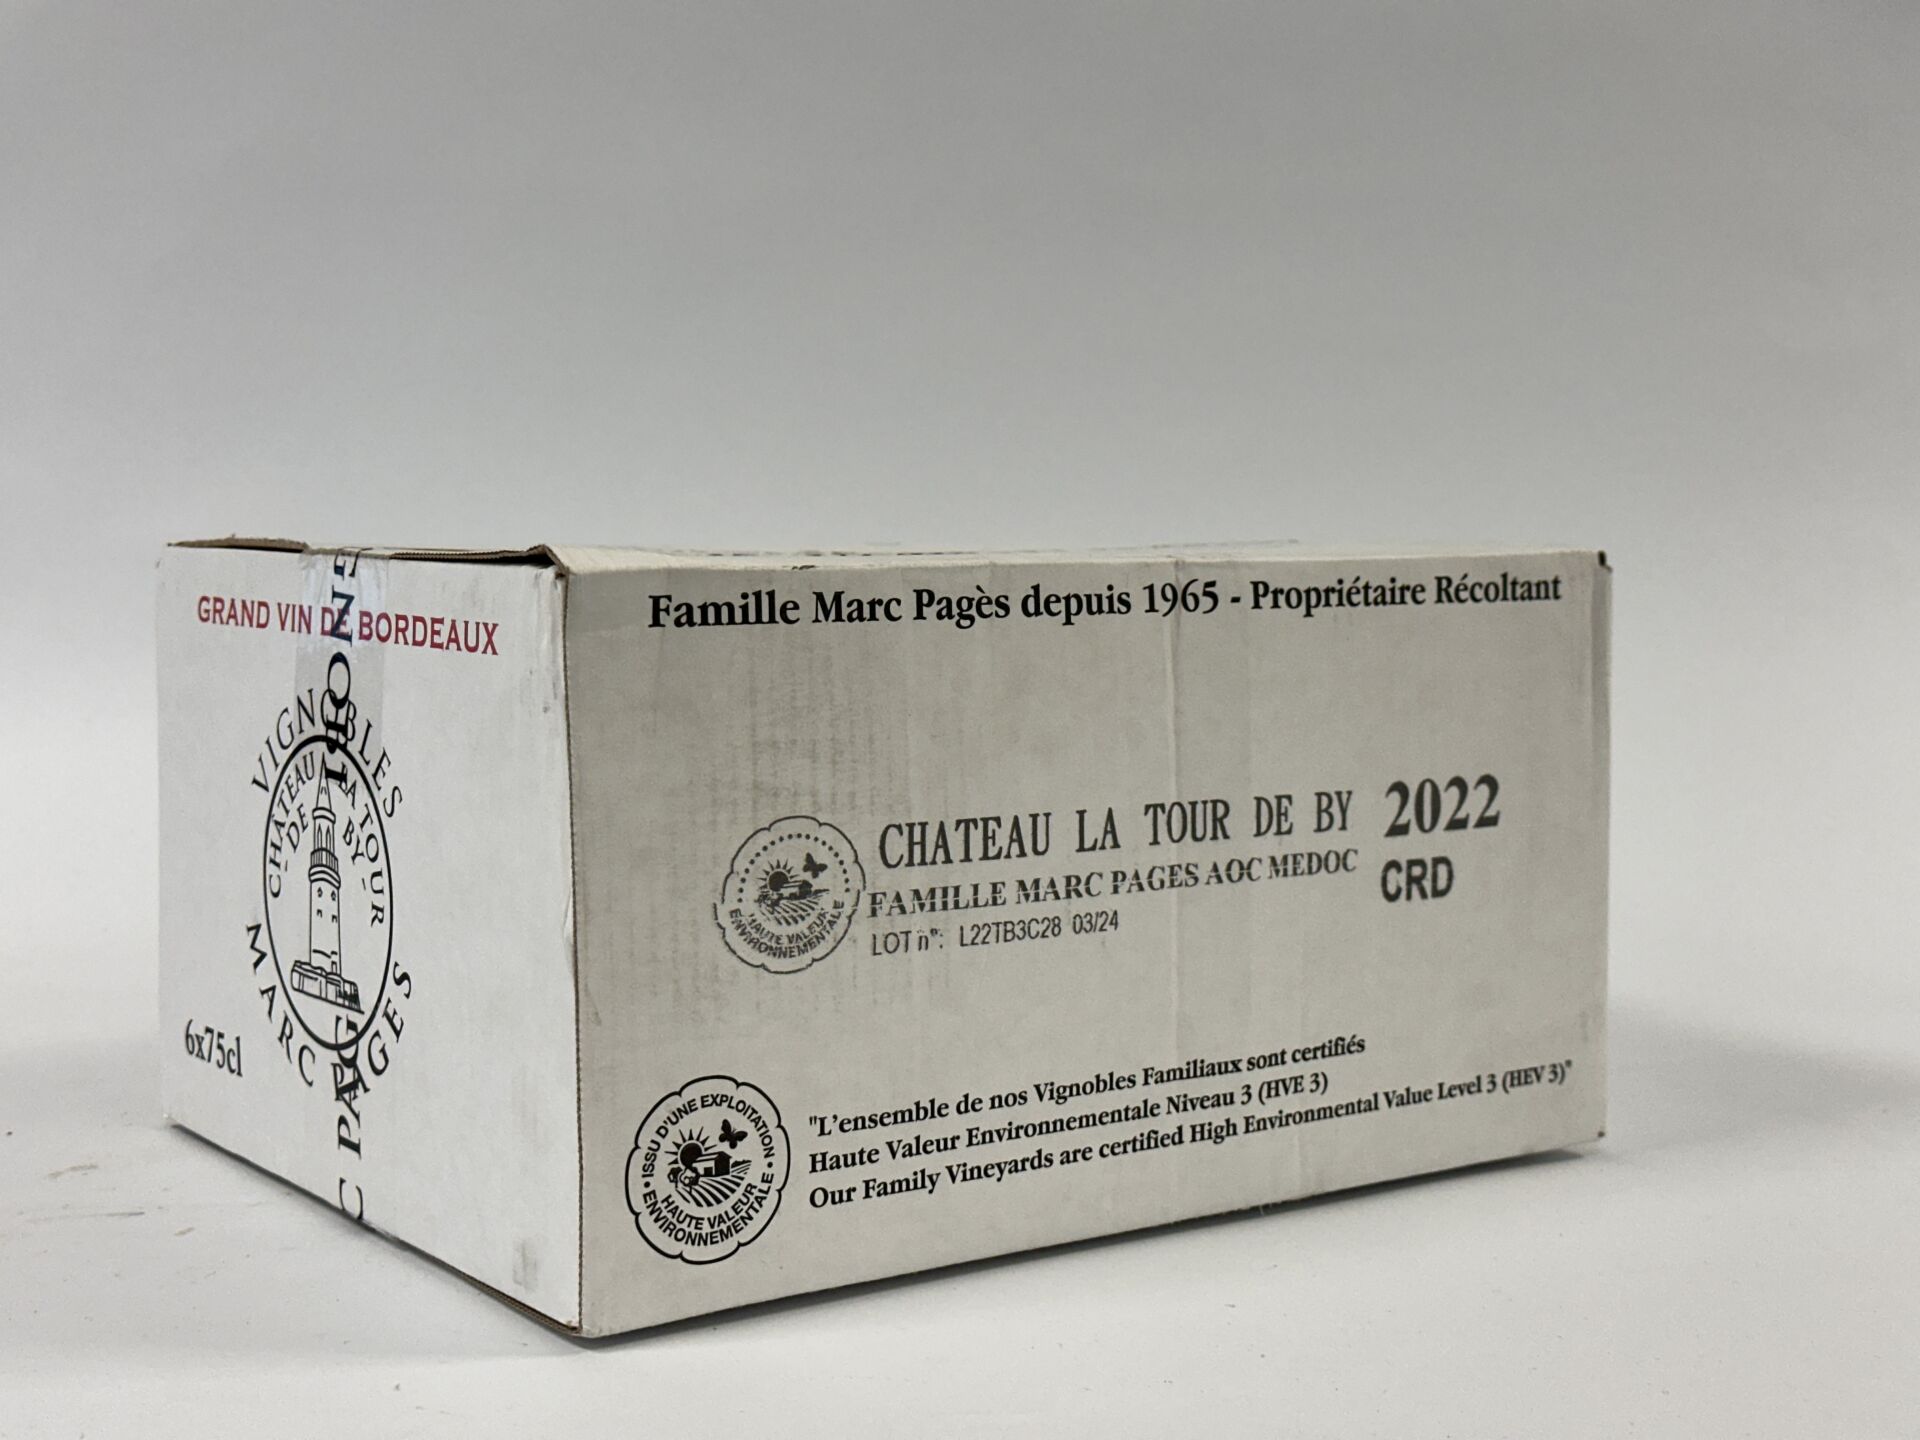 GRAND VIN DE BORDEAUX
VIGNOBLES
CHÂTEAU LA TOUR
- DE BY -
MARC PAGES
6x75cl
C PAG
Famille Marc Pagès depuis 1965 - Propriétaire Récoltant
CHATEAU LA TOUR DE BY 2022
FAMILLE MARC PAGES AOC MEDOC CRD
LOT n°: L22TB3C28 03/24
HAUTE VALEUR
ENVIRONNEMENTALE
"L'ensemble de nos Vignobles Familiaux sont certifiés
Haute Valeur Environnementale Niveau 3 (HVE 3)
Our Family Vineyards are certified High Environmental Value Level 3 (HEV 3)"
• ISSU D'UNE EXPLOITATION •
HAUTE VALEUR
ENVIRONNEMENTALE